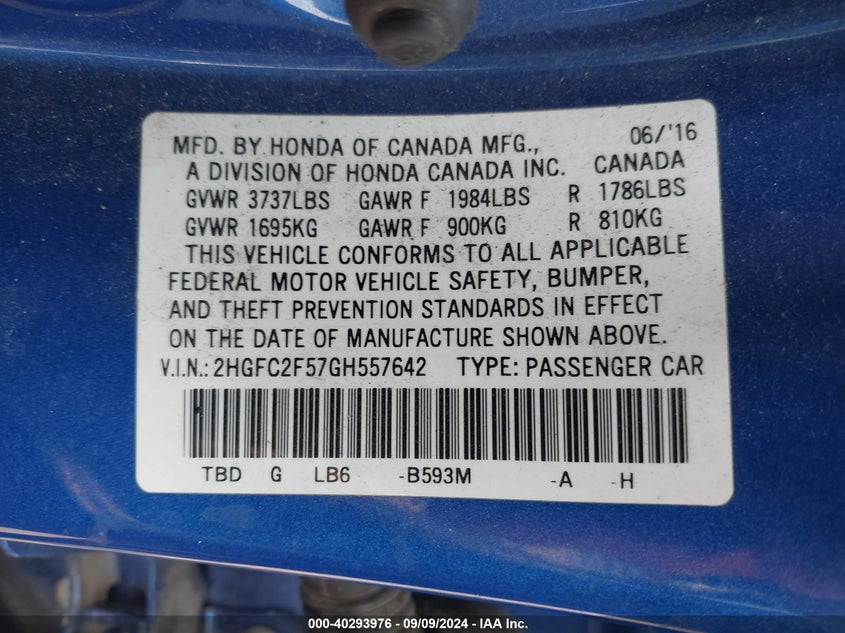 MFD. BY HONDA OF CANADA MFG., 06/'16
A DIVISION OF HONDA CANADA INC. CANADA
GVWR 3737LBS GAWR F 1984LBS R 1786LBS
GVWR 1695KG GAWR F 900KG R 810KG
THIS VEHICLE CONFORMS TO ALL APPLICABLE
FEDERAL MOTOR VEHICLE SAFETY, BUMPER,
AND THEFT PREVENTION STANDARDS IN EFFECT
ON THE DATE OF MANUFACTURE SHOWN ABOVE.
V.I.N.: 2HGFC2F57GH557642 TYPE: PASSENGER CAR
TBD G LB6 -B593M -A -H
000-40293976 - 09/09/2024 - IAA Inc.